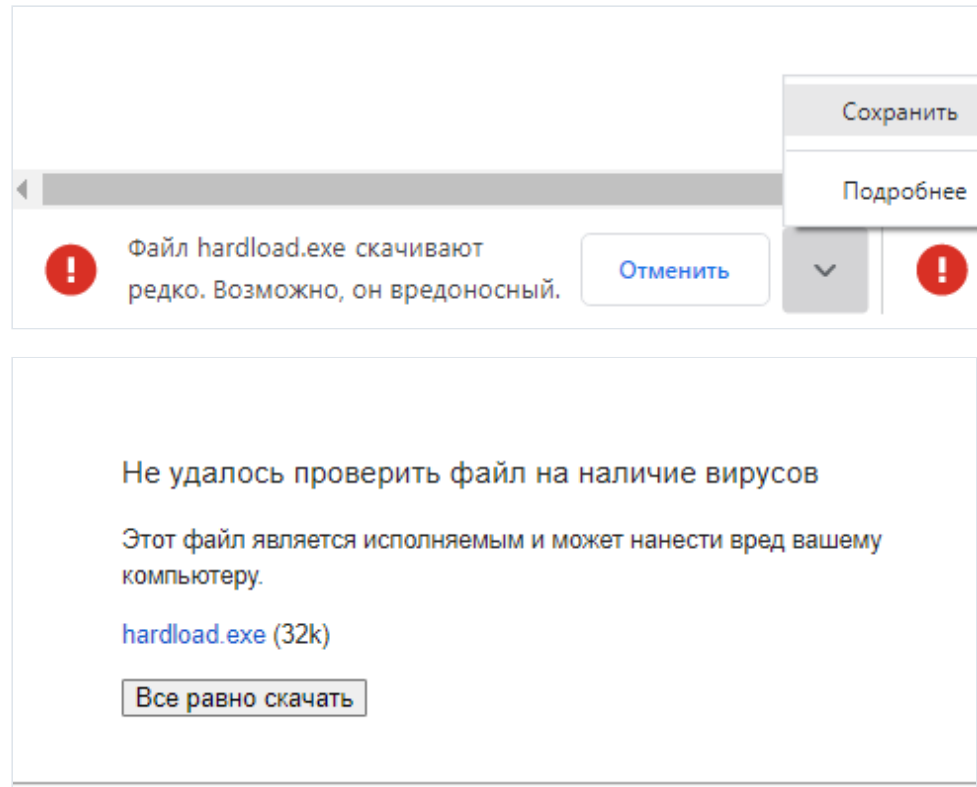 Сохранить
Подробнее
Файл hardload.exe скачивают
редко. Возможно, он вредоносный.
Отменить
Не удалось проверить файл на наличие вирусов
Этот файл является исполняемым и может нанести вред вашему
компьютеру.
hardload.exe (32k)
Все равно скачать